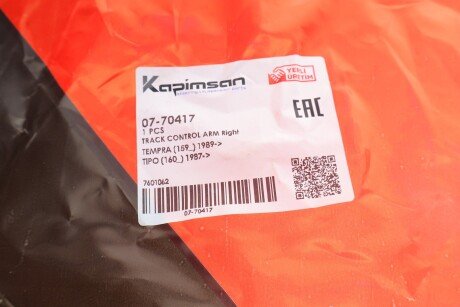 Kapimsan
YERLİ
ÜRETİM
EAC
07-70417
1 PCS
TRACK CONTROL ARM Right
TEMPRA (159_) 1989->
TIPO (160_) 1987->
7601062
07-70417